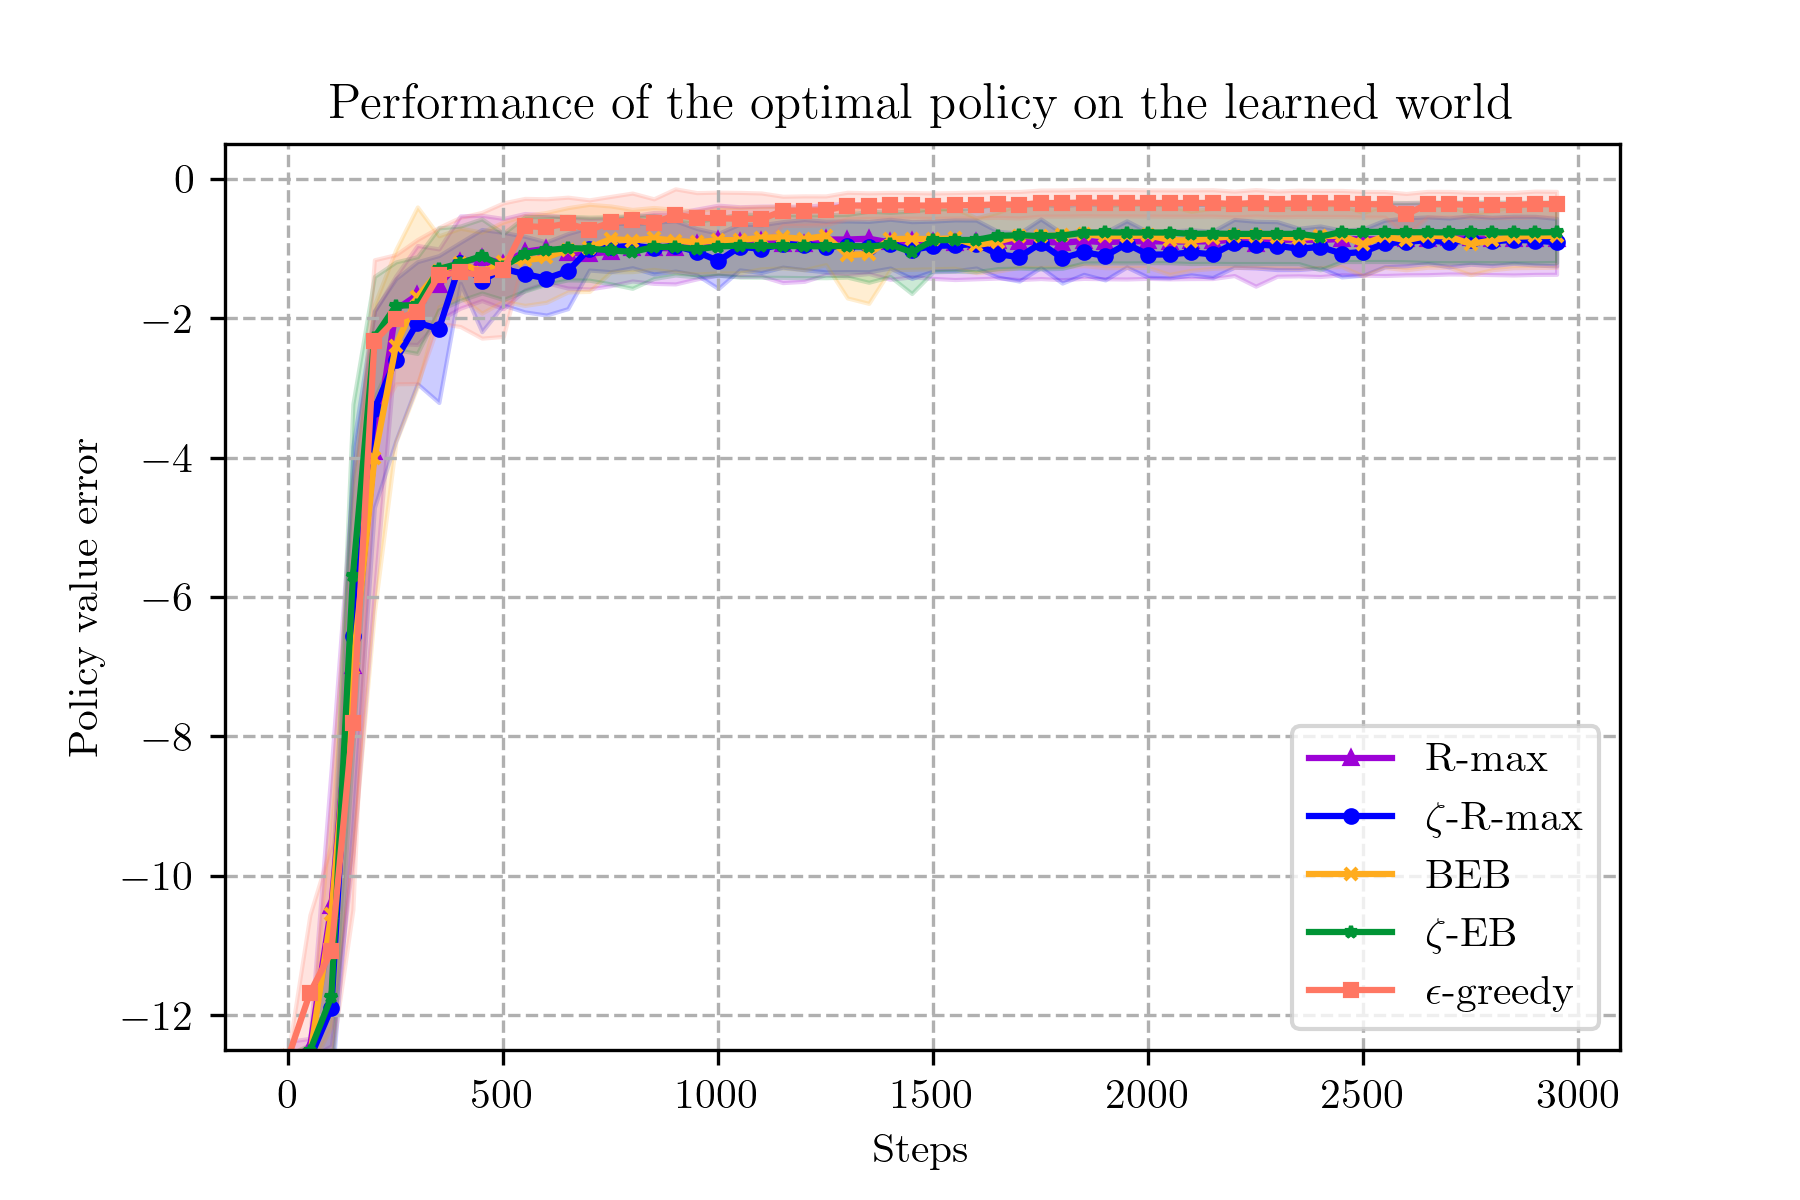 Performance of the optimal policy on the learned world
0
−2
−4
−6
−8
−10
−12
Policy value error
0 500 1000 1500 2000 2500 3000
Steps
R-max
ζ-R-max
BEB
ζ-EB
ϵ-greedy